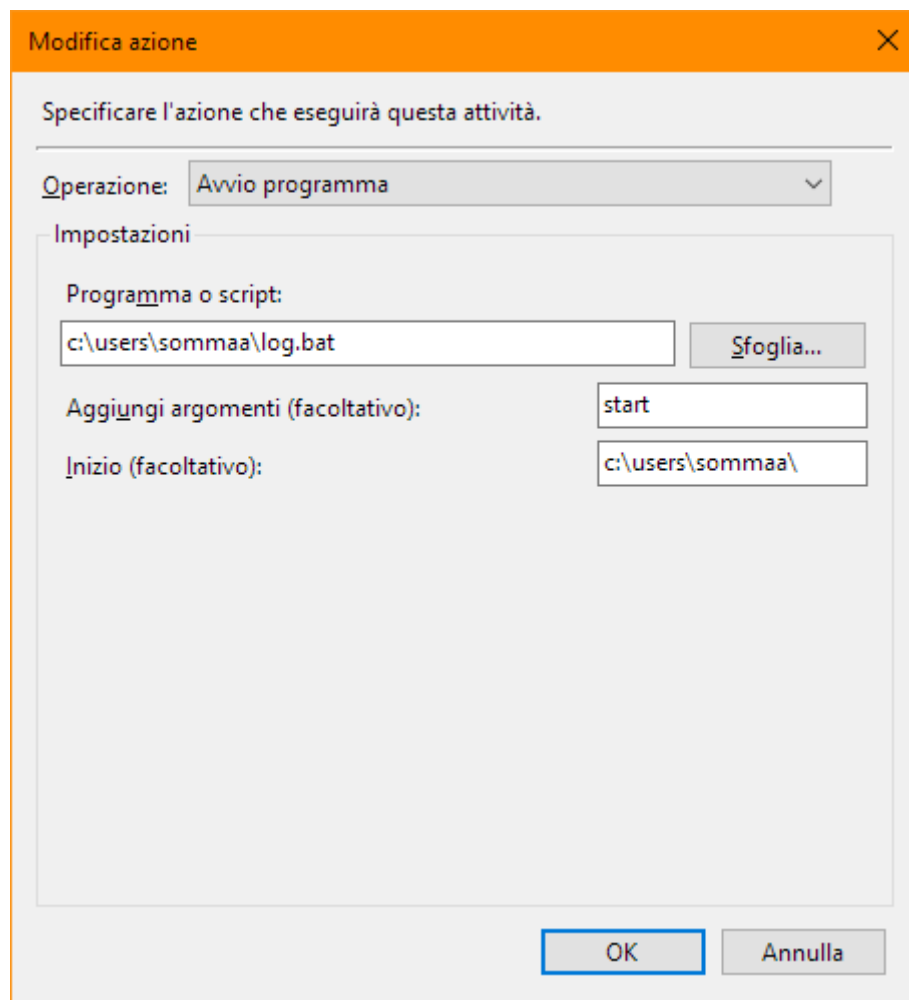 Modifica azione
Specificare l'azione che eseguirà questa attività.
Operazione: Avvio programma
Impostazioni
Programma o script:
c:\users\sommaa\log.bat Sfoglia...
Aggiungi argomenti (facoltativo): start
Inizio (facoltativo): c:\users\sommaa\
OK Annulla